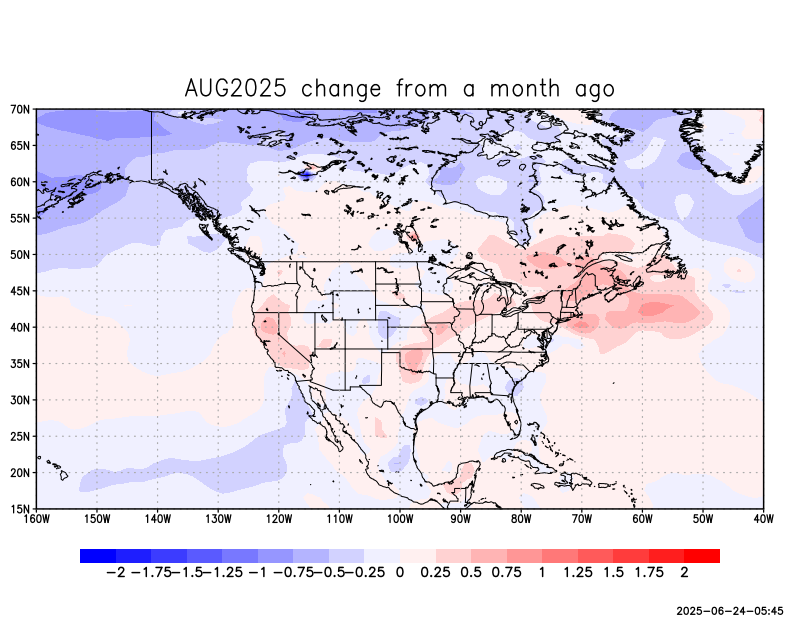 AUG2025 change from a month ago
70N
65N
60N
55N
50N
45N
40N
35N
30N
25N
20N
15N
160W 150W 140W 130W 120W 110W 100W 90W 80W 70W 60W 50W 40W
-2 -1.75 -1.5 -1.25 -1 -0.75 -0.5 -0.25 0 0.25 0.5 0.75 1 1.25 1.5 1.75 2
2025-06-24-05:45